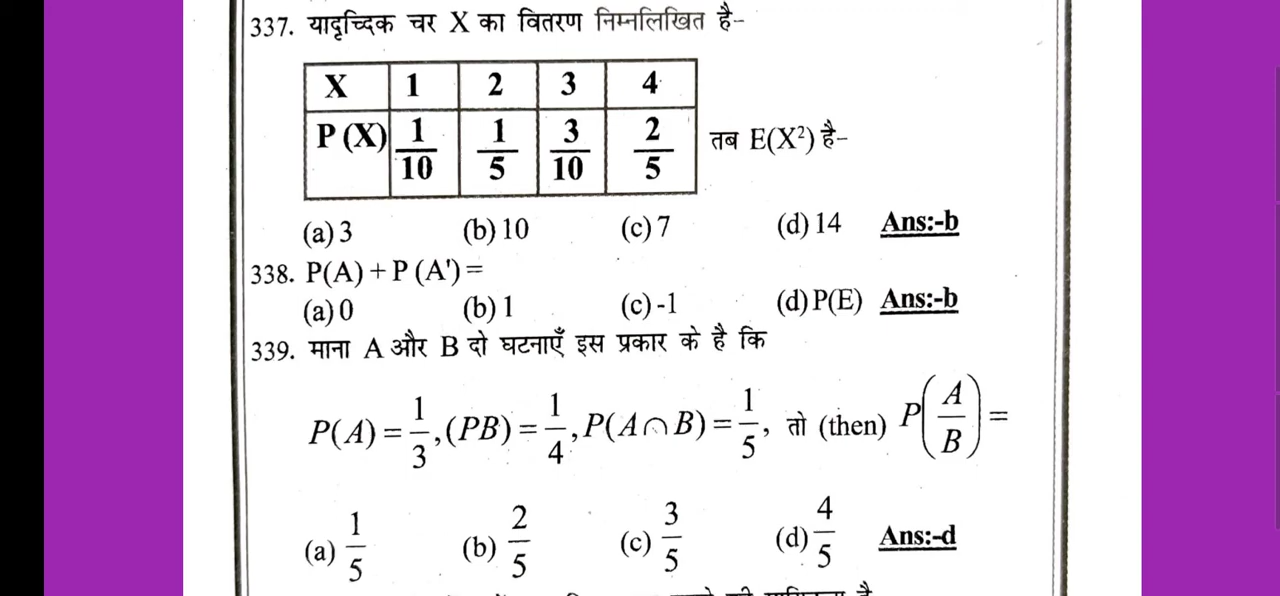 337. यादृच्दिक चर X का वितरण निम्नलिखित है-
X 1 2 3 4
P (X) 1/10 1/5 3/10 2/5 तब E(X²) है-
(a) 3 (b) 10 (c) 7 (d) 14 Ans:-b
338. P(A) + P (A') =
(a) 0 (b) 1 (c) -1 (d) P(E) Ans:-b
339. माना A और B दो घटनाएँ इस प्रकार के है कि
P(A) = 1/3, (PB) = 1/4, P(A∩B) = 1/5, तो (then) P(A/B) =
(a) 1/5 (b) 2/5 (c) 3/5 (d) 4/5 Ans:-d